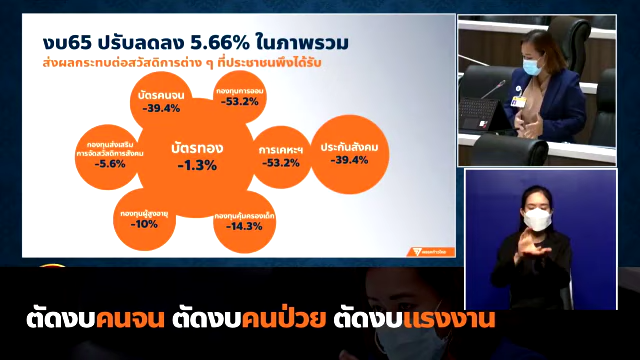 งบ65 ปรับลดลง 5.66% ในภาพรวม
ส่งผลกระทบต่อสวัสดิการต่าง ๆ ที่ประชาชนพึงได้รับ
บัตรคนจน
-39.4%
กองทุนการออม
-53.2%
กองทุนส่งเสริม
การจัดสวัสดิการสังคม
-5.6%
บัตรทอง
-1.3%
การเคหะฯ
-53.2%
ประกันสังคม
-39.4%
กองทุนผู้สูงอายุ
-10%
กองทุนคุ้มครองเด็ก
-14.3%
ตัดงบคนจน ตัดงบคนป่วย ตัดงบแรงงาน